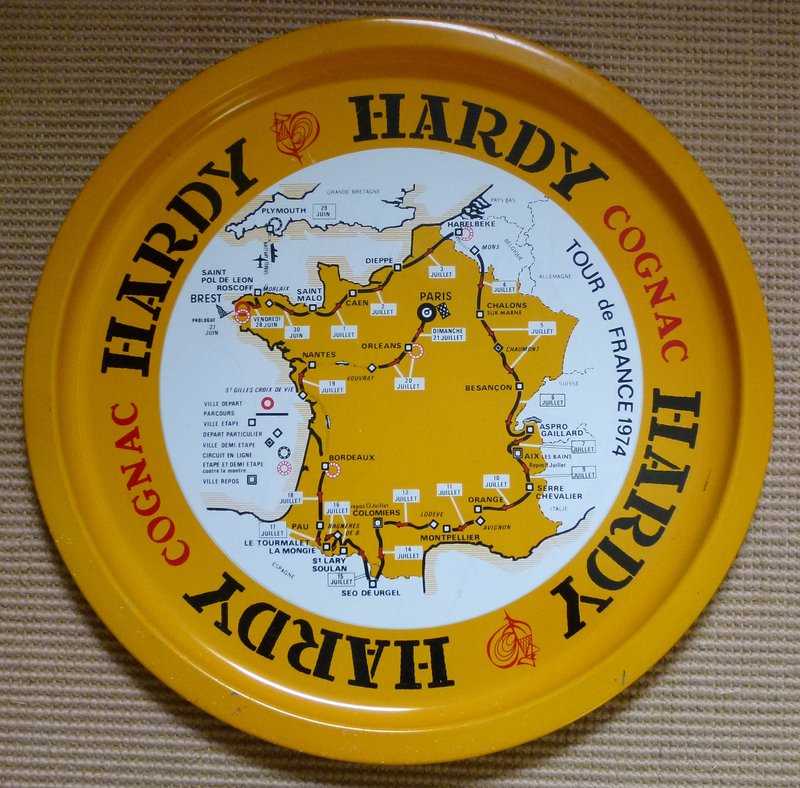 HARDY
COGNAC
HARDY
HARDY
COGNAC
HARDY
TOUR de FRANCE 1974
GRANDE BRETAGNE
PLYMOUTH
29
JUIN
PAYS BAS
HARELBEKE
MONS
BELGIQUE
ALLEMAGNE
DIEPPE
3
JUILLET
4
JUILLET
SAINT
POL DE LEON
ROSCOFF
MORLAIX
SAINT
MALO
CAEN
BREST
PROLOGUE
27
JUIN
VENDREDI
28 JUIN
30
JUIN
2
JUILLET
1
JUILLET
PARIS
DIMANCHE
21 JUILLET
CHALONS
SUR MARNE
5
JUILLET
CHAUMONT
ORLEANS
VOUVRAY
20
JUILLET
NANTES
19
JUILLET
ST GILLES CROIX DE VIE
BESANÇON
SUISSE
6
JUILLET
ASPRO
GAILLARD
7
JUILLET
AIX LES BAINS
Repos 8 Juillet
9
JUILLET
SERRE
CHEVALIER
ITALIE
10
JUILLET
ORANGE
AVIGNON
11
JUILLET
MONTPELLIER
LODEVE
12
JUILLET
repos 13 Juillet
COLOMIERS
14
JUILLET
SEO DE URGEL
15
JUILLET
ST LARY
SOULAN
BAGNERES
DE B
16
JUILLET
LE TOURMALET
LA MONGIE
17
JUILLET
PAU
18
JUILLET
BORDEAUX
ESPAGNE
VILLE DEPART
PARCOURS
VILLE ETAPE
DEPART PARTICULIER
VILLE DEMI ETAPE
CIRCUIT EN LIGNE
ETAPE ET DEMI ETAPE
contre la montre
VILLE REPOS